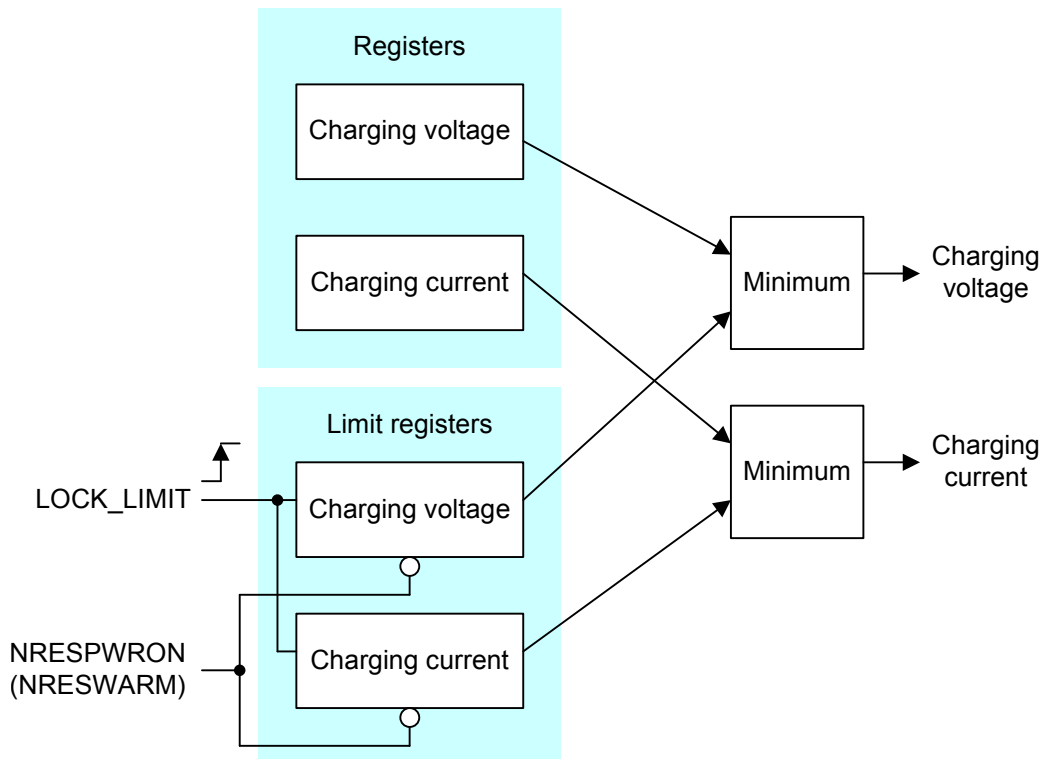 Registers
Charging voltage
Charging current
Minimum
Charging
voltage
Limit registers
LOCK_LIMIT
Charging voltage
Minimum
Charging
current
NRESPWRON
(NRESWARM)
Charging current